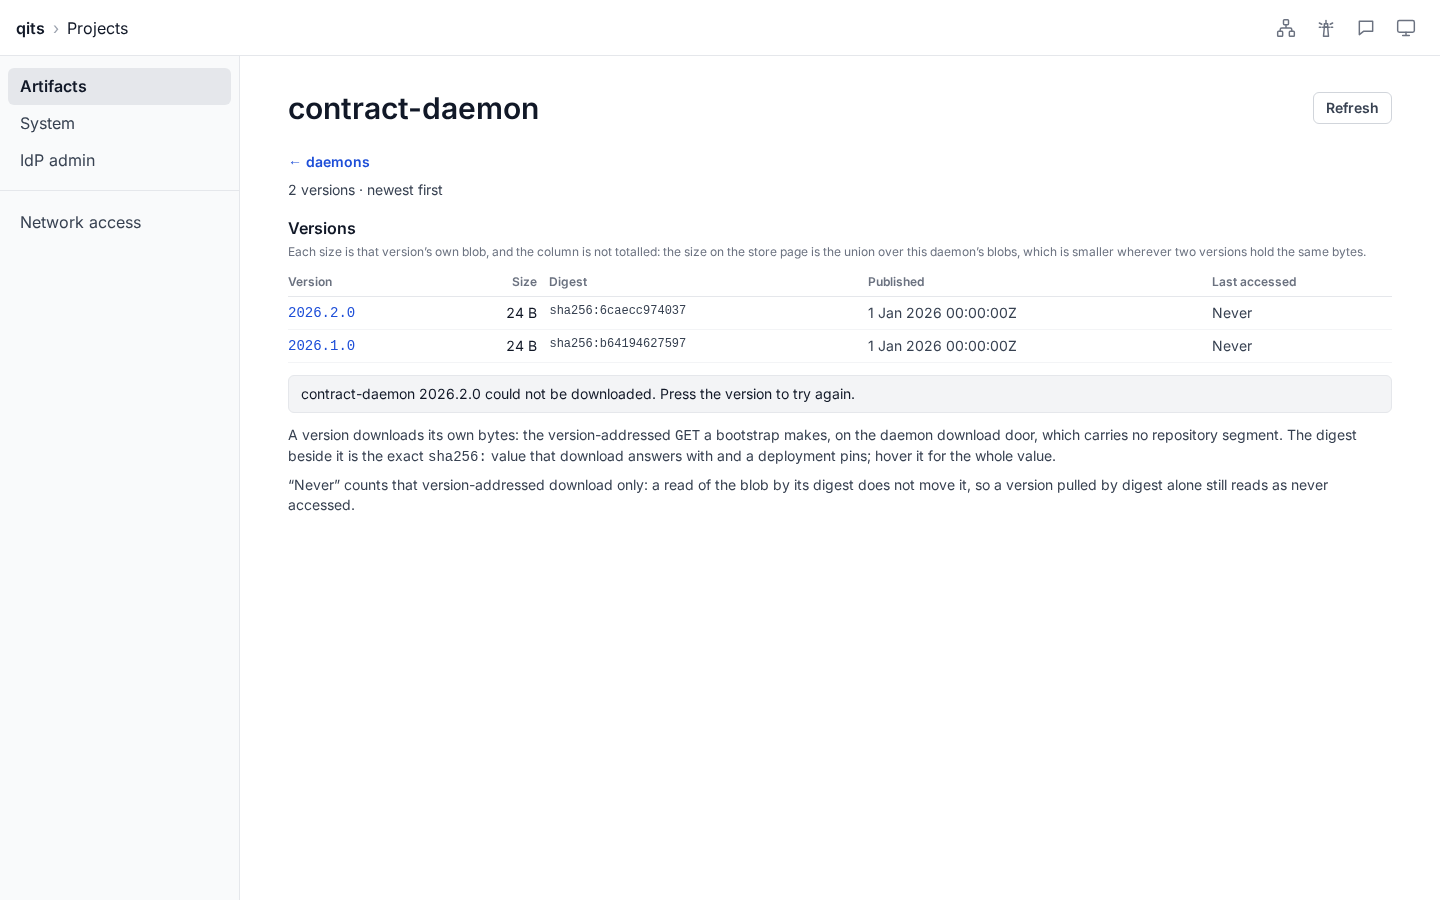 qits › Projects
Artifacts
System
IdP admin
Network access
contract-daemon
Refresh
← daemons
2 versions · newest first
Versions
Each size is that version’s own blob, and the column is not totalled: the size on the store page is the union over this daemon’s blobs, which is smaller wherever two versions hold the same bytes.
Version Size Digest Published Last accessed
2026.2.0 24 B sha256:6caecc974037 1 Jan 2026 00:00:00Z Never
2026.1.0 24 B sha256:b64194627597 1 Jan 2026 00:00:00Z Never
contract-daemon 2026.2.0 could not be downloaded. Press the version to try again.
A version downloads its own bytes: the version-addressed GET a bootstrap makes, on the daemon download door, which carries no repository segment. The digest
beside it is the exact sha256: value that download answers with and a deployment pins; hover it for the whole value.
“Never” counts that version-addressed download only: a read of the blob by its digest does not move it, so a version pulled by digest alone still reads as never
accessed.